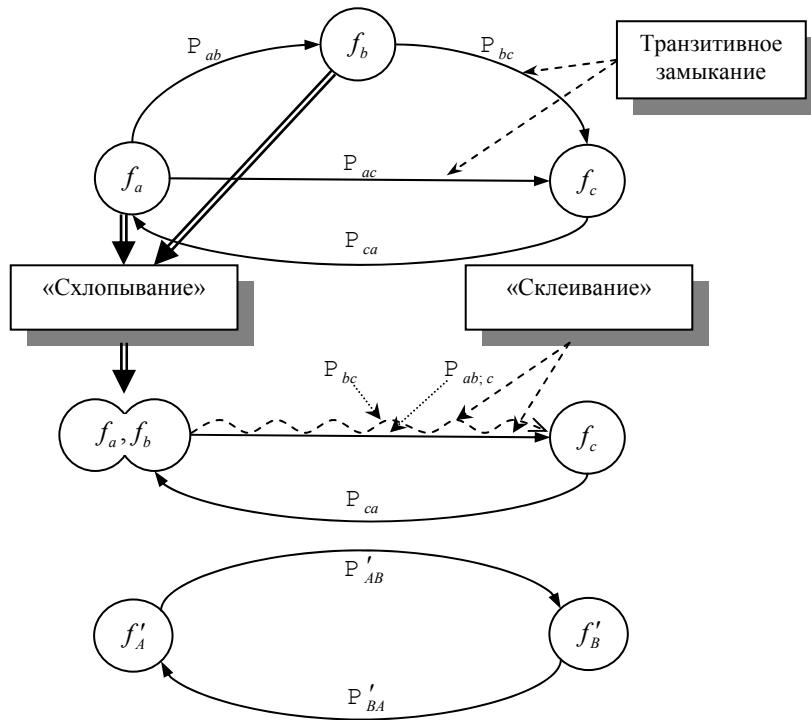 P ab
f b
P bc
Транзитивное
замыкание
f a
P ac
f c
P ca
«Схлопывание»
«Склеивание»
P bc
P ab; c
f a , f b
f c
P ca
P ′AB
f ′A
f ′B
P ′BA